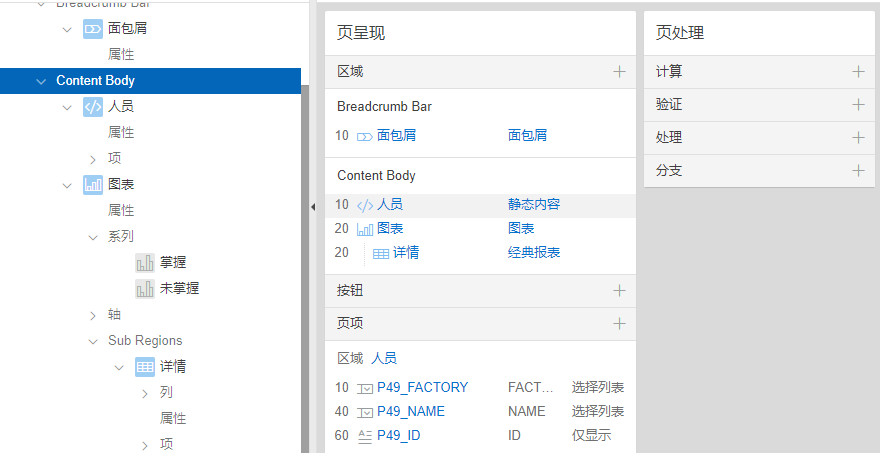 Breadcrumb Bar
面包屑
属性
Content Body
人员
属性
项
图表
属性
系列
掌握
未掌握
轴
Sub Regions
详情
列
属性
项
页呈现
区域
Breadcrumb Bar
10 面包屑 面包屑
Content Body
10 人员 静态内容
20 图表 图表
20 详情 经典报表
按钮
页项
区域 人员
10 P49_FACTORY FACT... 选择列表
40 P49_NAME NAME 选择列表
60 P49_ID ID 仅显示
页处理
计算
验证
处理
分支